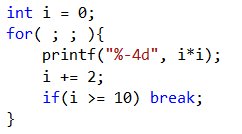 int i = 0;
for( ; ; ){
    printf("%-4d", i*i);
    i += 2;
    if(i >= 10) break;
}